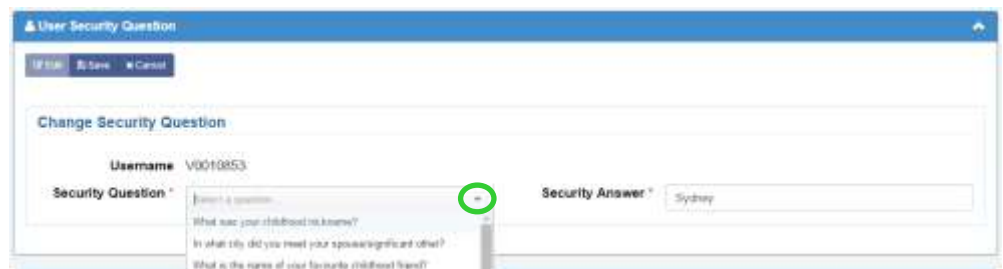 User Security Question
Edit Save Cancel
Change Security Question
Username V0010853
Security Question * Select a question... Security Answer * Sydney
What was your childhood nickname?
In what city did you meet your spouse/significant other?
What is the name of your favourite childhood friend?